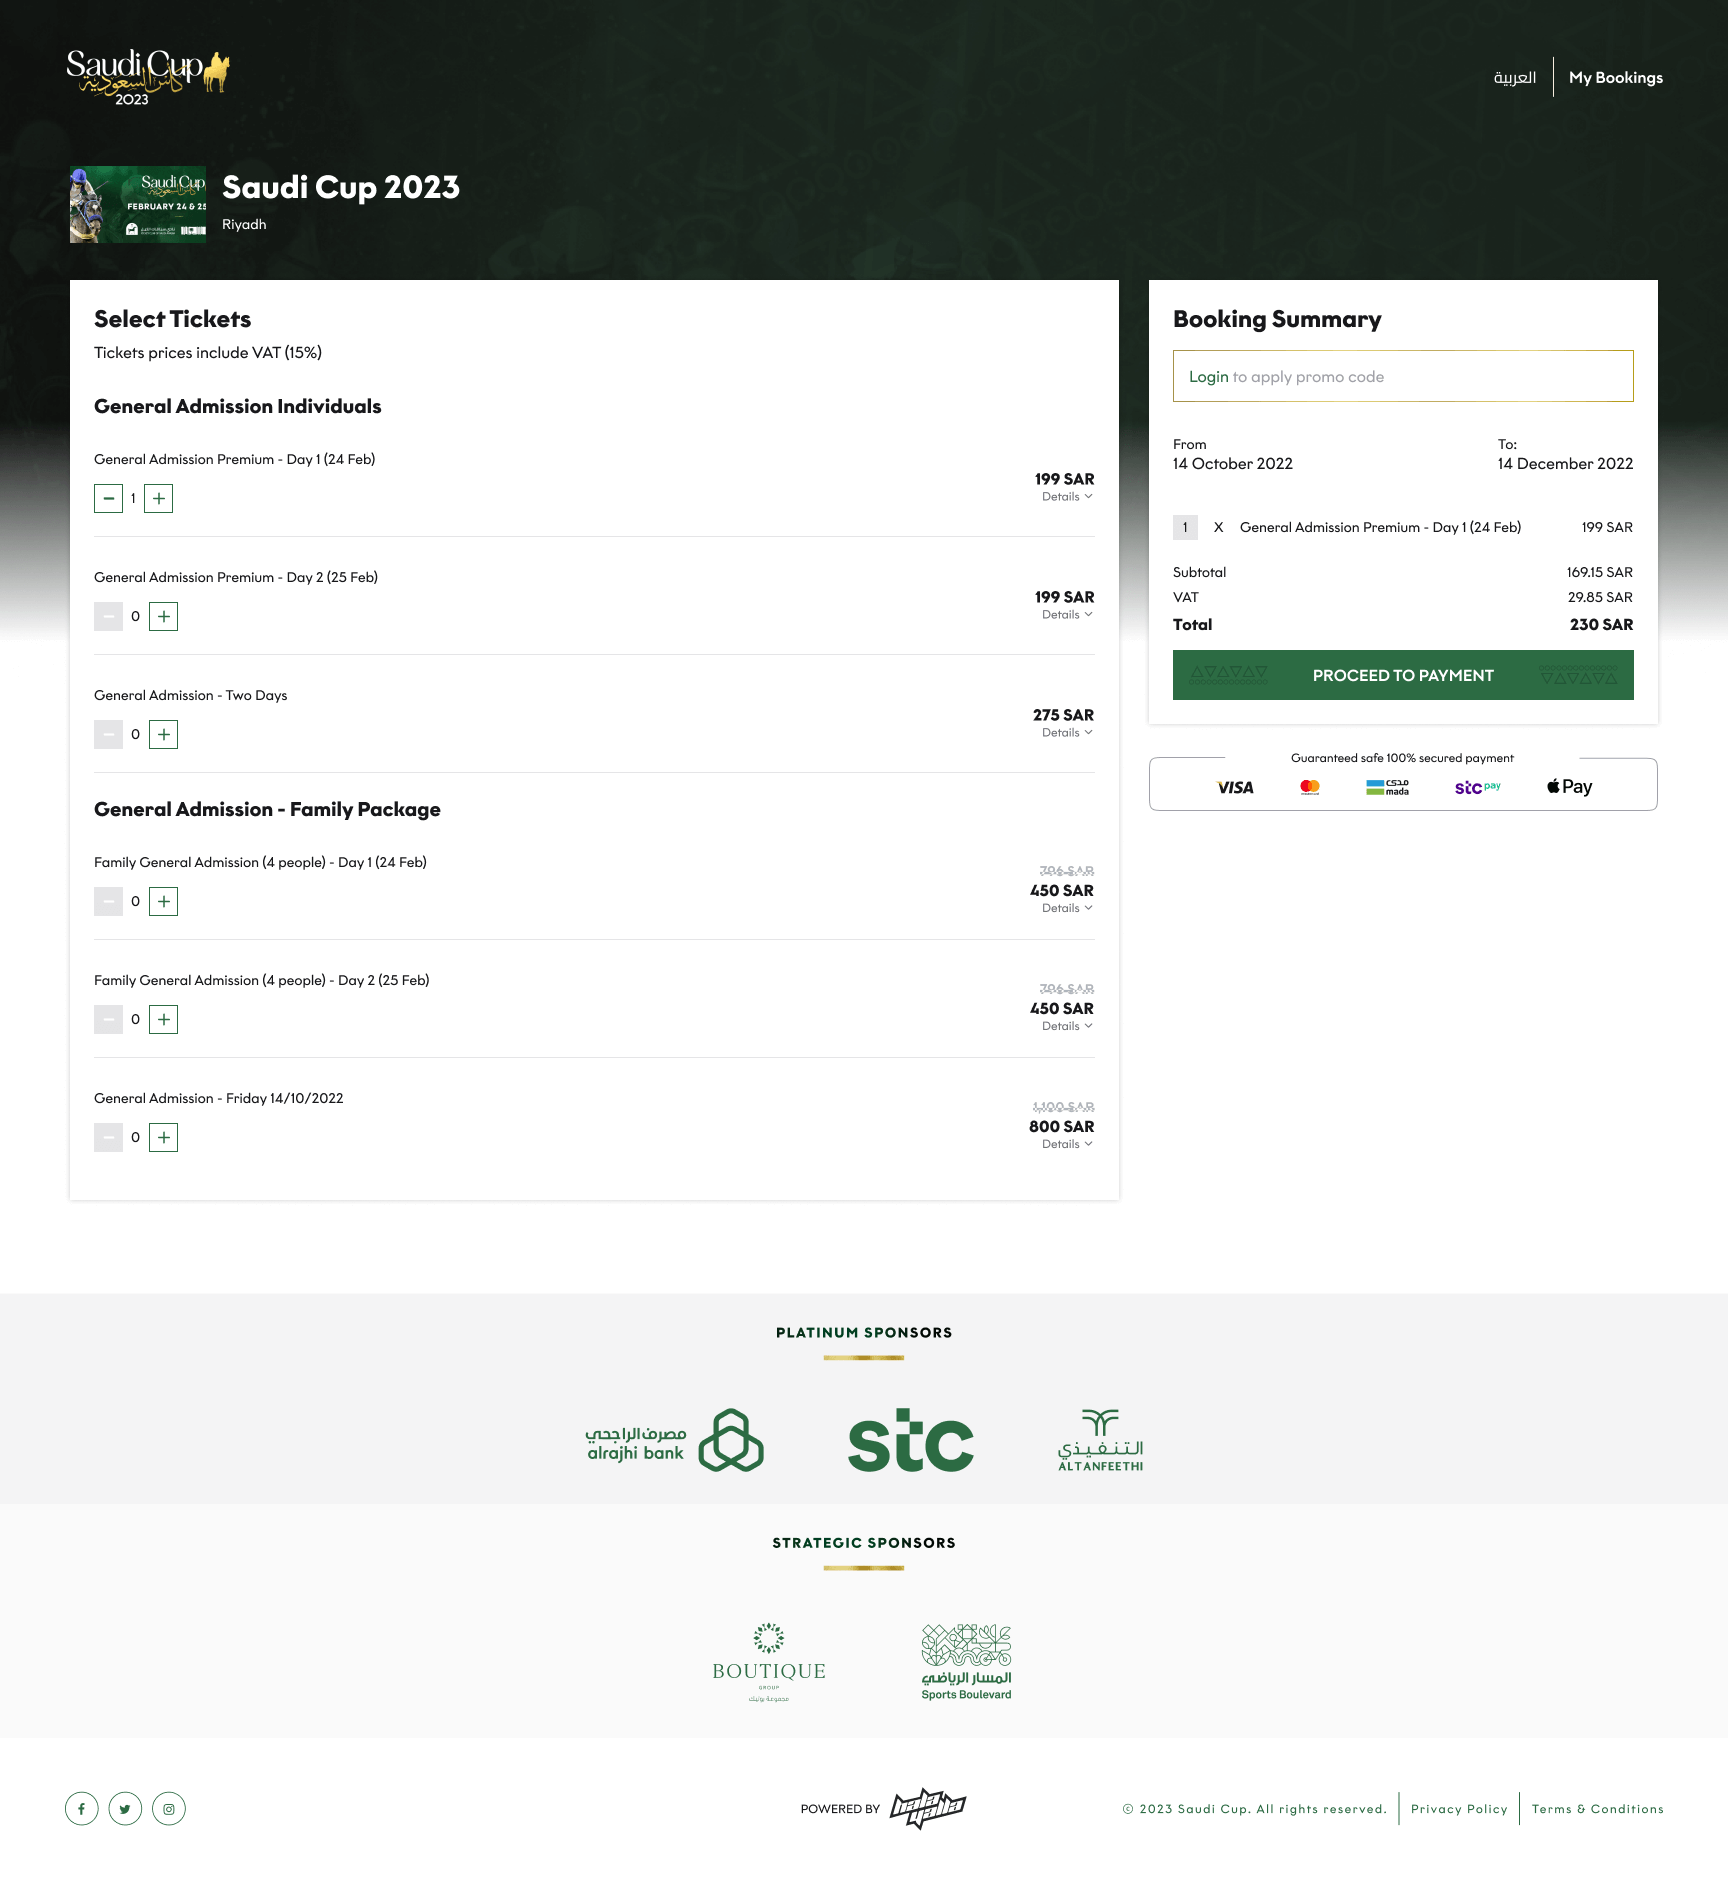 Saudi Cup
كأس السعودية
2023
العربية
My Bookings
Saudi Cup
FEBRUARY 24 & 25
Saudi Cup 2023
Riyadh
Select Tickets
Tickets prices include VAT (15%)
General Admission Individuals
General Admission Premium - Day 1 (24 Feb)
1
199 SAR
Details
General Admission Premium - Day 2 (25 Feb)
0
199 SAR
Details
General Admission - Two Days
0
275 SAR
Details
General Admission - Family Package
Family General Admission (4 people) - Day 1 (24 Feb)
0
796 SAR
450 SAR
Details
Family General Admission (4 people) - Day 2 (25 Feb)
0
796 SAR
450 SAR
Details
General Admission - Friday 14/10/2022
0
1,100 SAR
800 SAR
Details
Booking Summary
Login to apply promo code
From
14 October 2022
To:
14 December 2022
1 X General Admission Premium - Day 1 (24 Feb) 199 SAR
Subtotal 169.15 SAR
VAT 29.85 SAR
Total 230 SAR
PROCEED TO PAYMENT
Guaranteed safe 100% secured payment
VISA
مدى
mada
stc pay
Pay
PLATINUM SPONSORS
مصرف الراجحي
alrajhi bank
stc
التنفيذي
ALTANFEETHI
STRATEGIC SPONSORS
BOUTIQUE
GROUP
مجموعة بوتيك
المسار الرياضي
Sports Boulevard
POWERED BY
halayalla
© 2023 Saudi Cup. All rights reserved.
Privacy Policy
Terms & Conditions